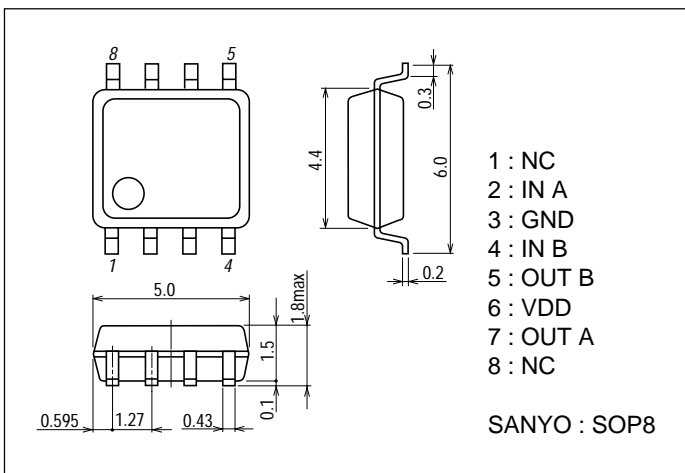 8 5
0.3
4.4
6.0
1 4
0.2
5.0
1.8max
1.5
0.1
0.595 1.27 0.43
1 : NC
2 : IN A
3 : GND
4 : IN B
5 : OUT B
6 : VDD
7 : OUT A
8 : NC
SANYO : SOP8